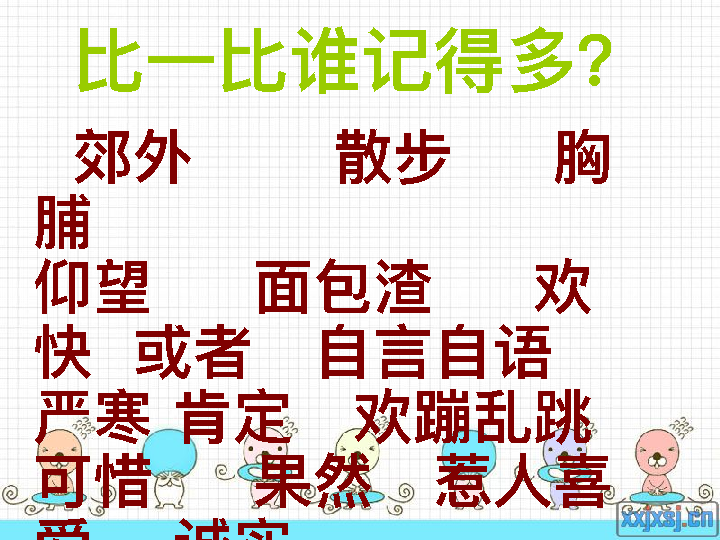 比一比谁记得多?
郊外 散步 胸
脯
仰望 面包渣 欢
快 或者 自言自语
严寒 肯定 欢蹦乱跳
可惜 果然 惹人喜
爱 诚实
xxjxsj.cn